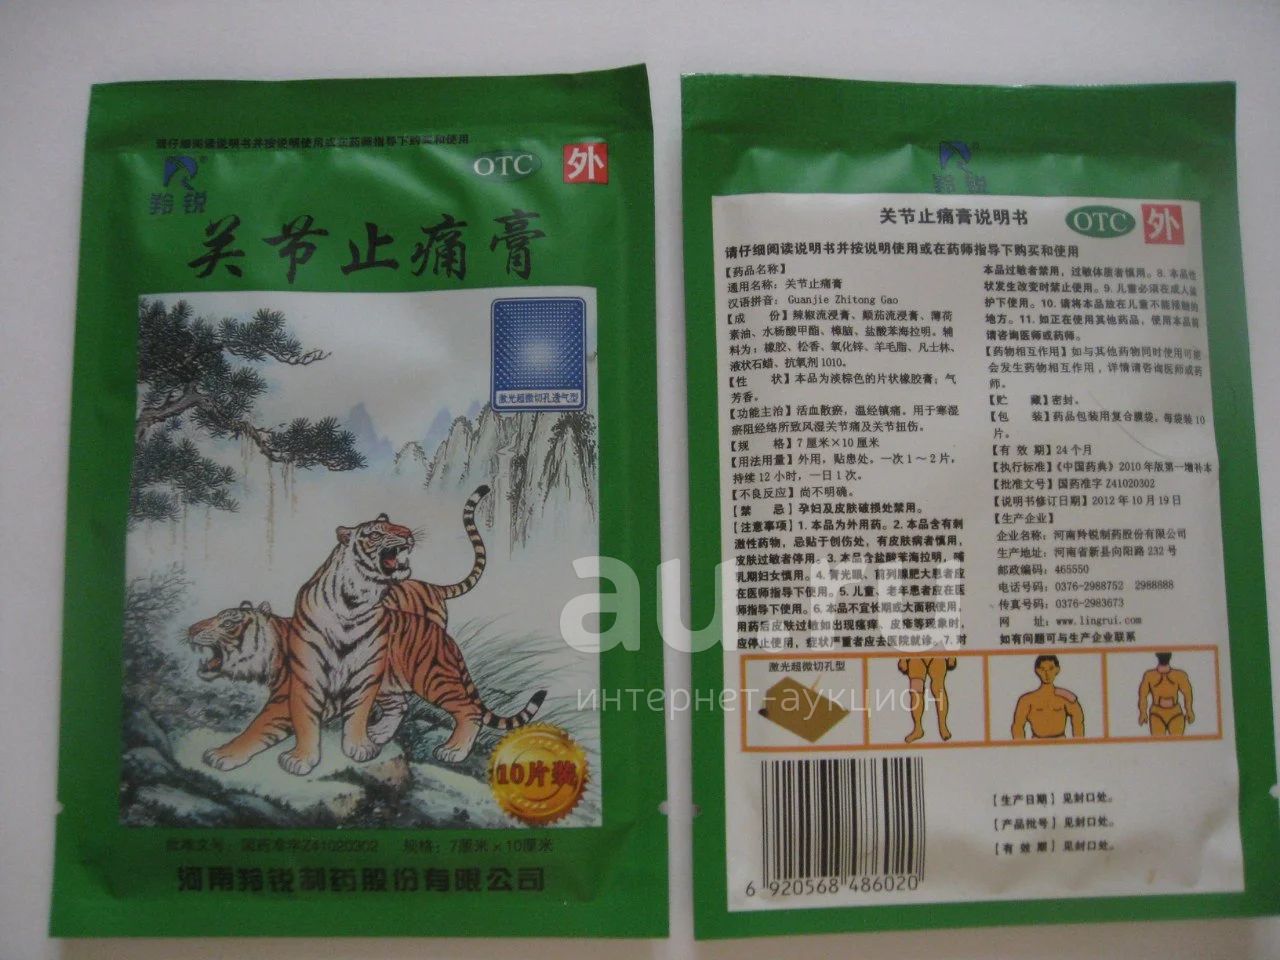 请仔细阅读说明书并按说明使用或在药师指导下购买和使用
®
羚锐
OTC
外
关节止痛膏
激光超微切孔透气型
10片装
批准文号：国药准字Z41020302 规格：7厘米×10厘米
河南羚锐制药股份有限公司
羚锐
关节止痛膏说明书
OTC
外
请仔细阅读说明书并按说明使用或在药师指导下购买和使用
【药品名称】
通用名称：关节止痛膏
汉语拼音：Guanjie Zhitong Gao
【成 份】辣椒流浸膏、颠茄流浸膏、薄荷
素油、水杨酸甲酯、樟脑、盐酸苯海拉明。辅
料为：橡胶、松香、氧化锌、羊毛脂、凡士林、
液状石蜡、抗氧剂1010。
【性 状】本品为淡棕色的片状橡胶膏；气
芳香。
【功能主治】活血散瘀，温经镇痛。用于寒湿
瘀阻经络所致风湿关节痛及关节扭伤。
【规 格】7厘米×10厘米
【用法用量】外用，贴患处，一次1～2片，
持续12小时，一日1次。
【不良反应】尚不明确。
【禁 忌】孕妇及皮肤破损处禁用。
【注意事项】1.本品为外用药。2.本品含有刺
激性药物，忌贴于创伤处，有皮肤病者慎用，
皮肤过敏者停用。3.本品含盐酸苯海拉明，哺
乳期妇女慎用。4.青光眼、前列腺肥大患者应
在医师指导下使用。5.儿童、老年患者应在医
师指导下使用。6.本品不宜长期或大面积使用，
用药后皮肤过敏如出现瘙痒、皮疹等现象时，
应停止使用，症状严重者应去医院就诊。7.对
本品过敏者禁用，过敏体质者慎用。8.本品性
状发生改变时禁止使用。9.儿童必须在成人监
护下使用。10.请将本品放在儿童不能接触的
地方。11.如正在使用其他药品，使用本品前
请咨询医师或药师。
【药物相互作用】如与其他药物同时使用可能
会发生药物相互作用，详情请咨询医师或药
师。
【贮 藏】密封。
【包 装】药品包装用复合膜袋，每袋装10
片。
【有 效 期】24个月
【执行标准】《中国药典》2010年版第一增补本
【批准文号】国药准字Z41020302
【说明书修订日期】2012年10月19日
【生产企业】
企业名称：河南羚锐制药股份有限公司
生产地址：河南省新县向阳路232号
邮政编码：465550
电话号码：0376-2988752 2988888
传真号码：0376-2983673
网 址：www.lingrui.com
如有问题可与生产企业联系
激光超微切孔型
【生产日期】见封口处。
【产品批号】见封口处。
【有 效 期】见封口处。
6 920568 486020
au.ru
интернет-аукцион